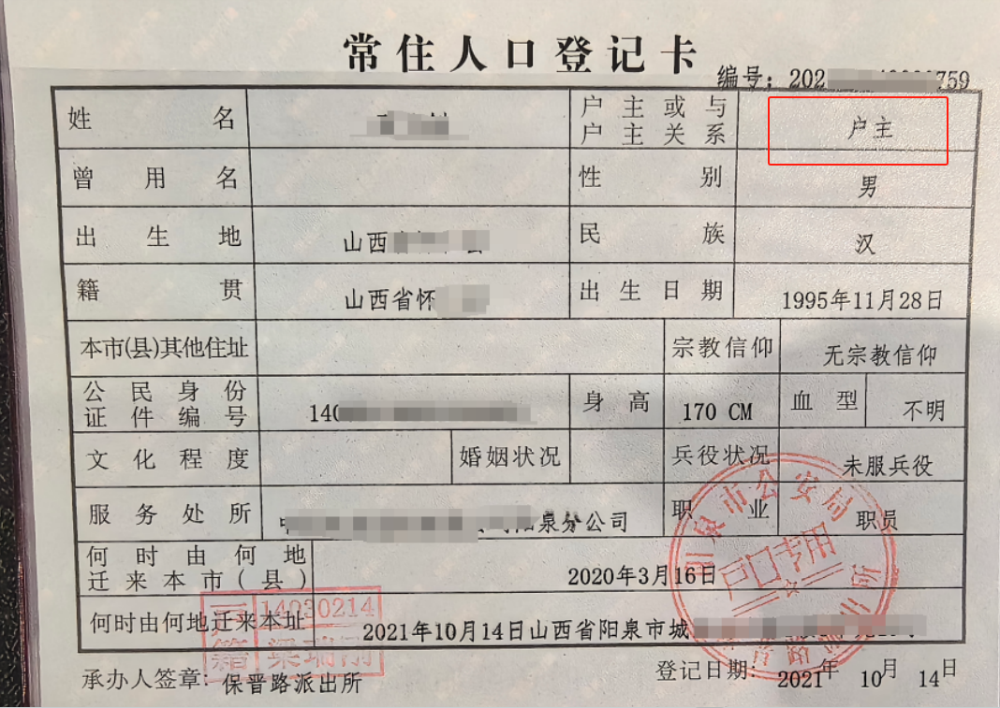 常住人口登记卡
编号：202 759
姓名 户主或与户主关系 户主
曾用名 性别 男
出生地 山西 民族 汉
籍贯 山西省怀 出生日期 1995年11月28日
本市(县)其他住址 宗教信仰 无宗教信仰
公民身份证件编号 140 身高 170 CM 血型 不明
文化程度 婚姻状况 兵役状况 未服兵役
服务处所 阳泉分公司 职业 职员
何时由何地迁来本市(县) 2020年3月16日
何时由何地迁来本址 2021年10月14日山西省阳泉市城
承办人签章：保晋路派出所 登记日期：2021年10月14日
户籍 14030214
泉市公安局
户口专用